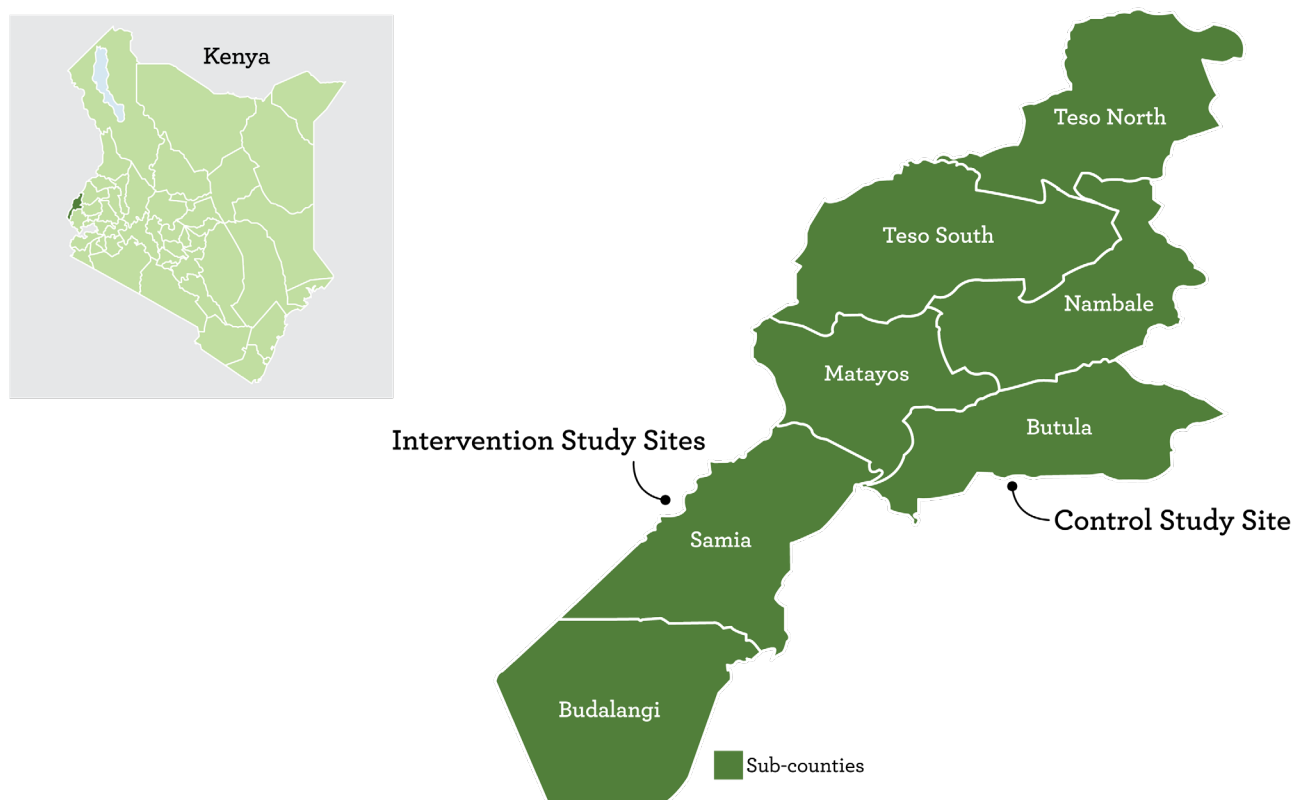 Kenya
Teso North
Teso South
Nambale
Matayos
Butula
Intervention Study Sites
Control Study Site
Samia
Budalangi
Sub-counties